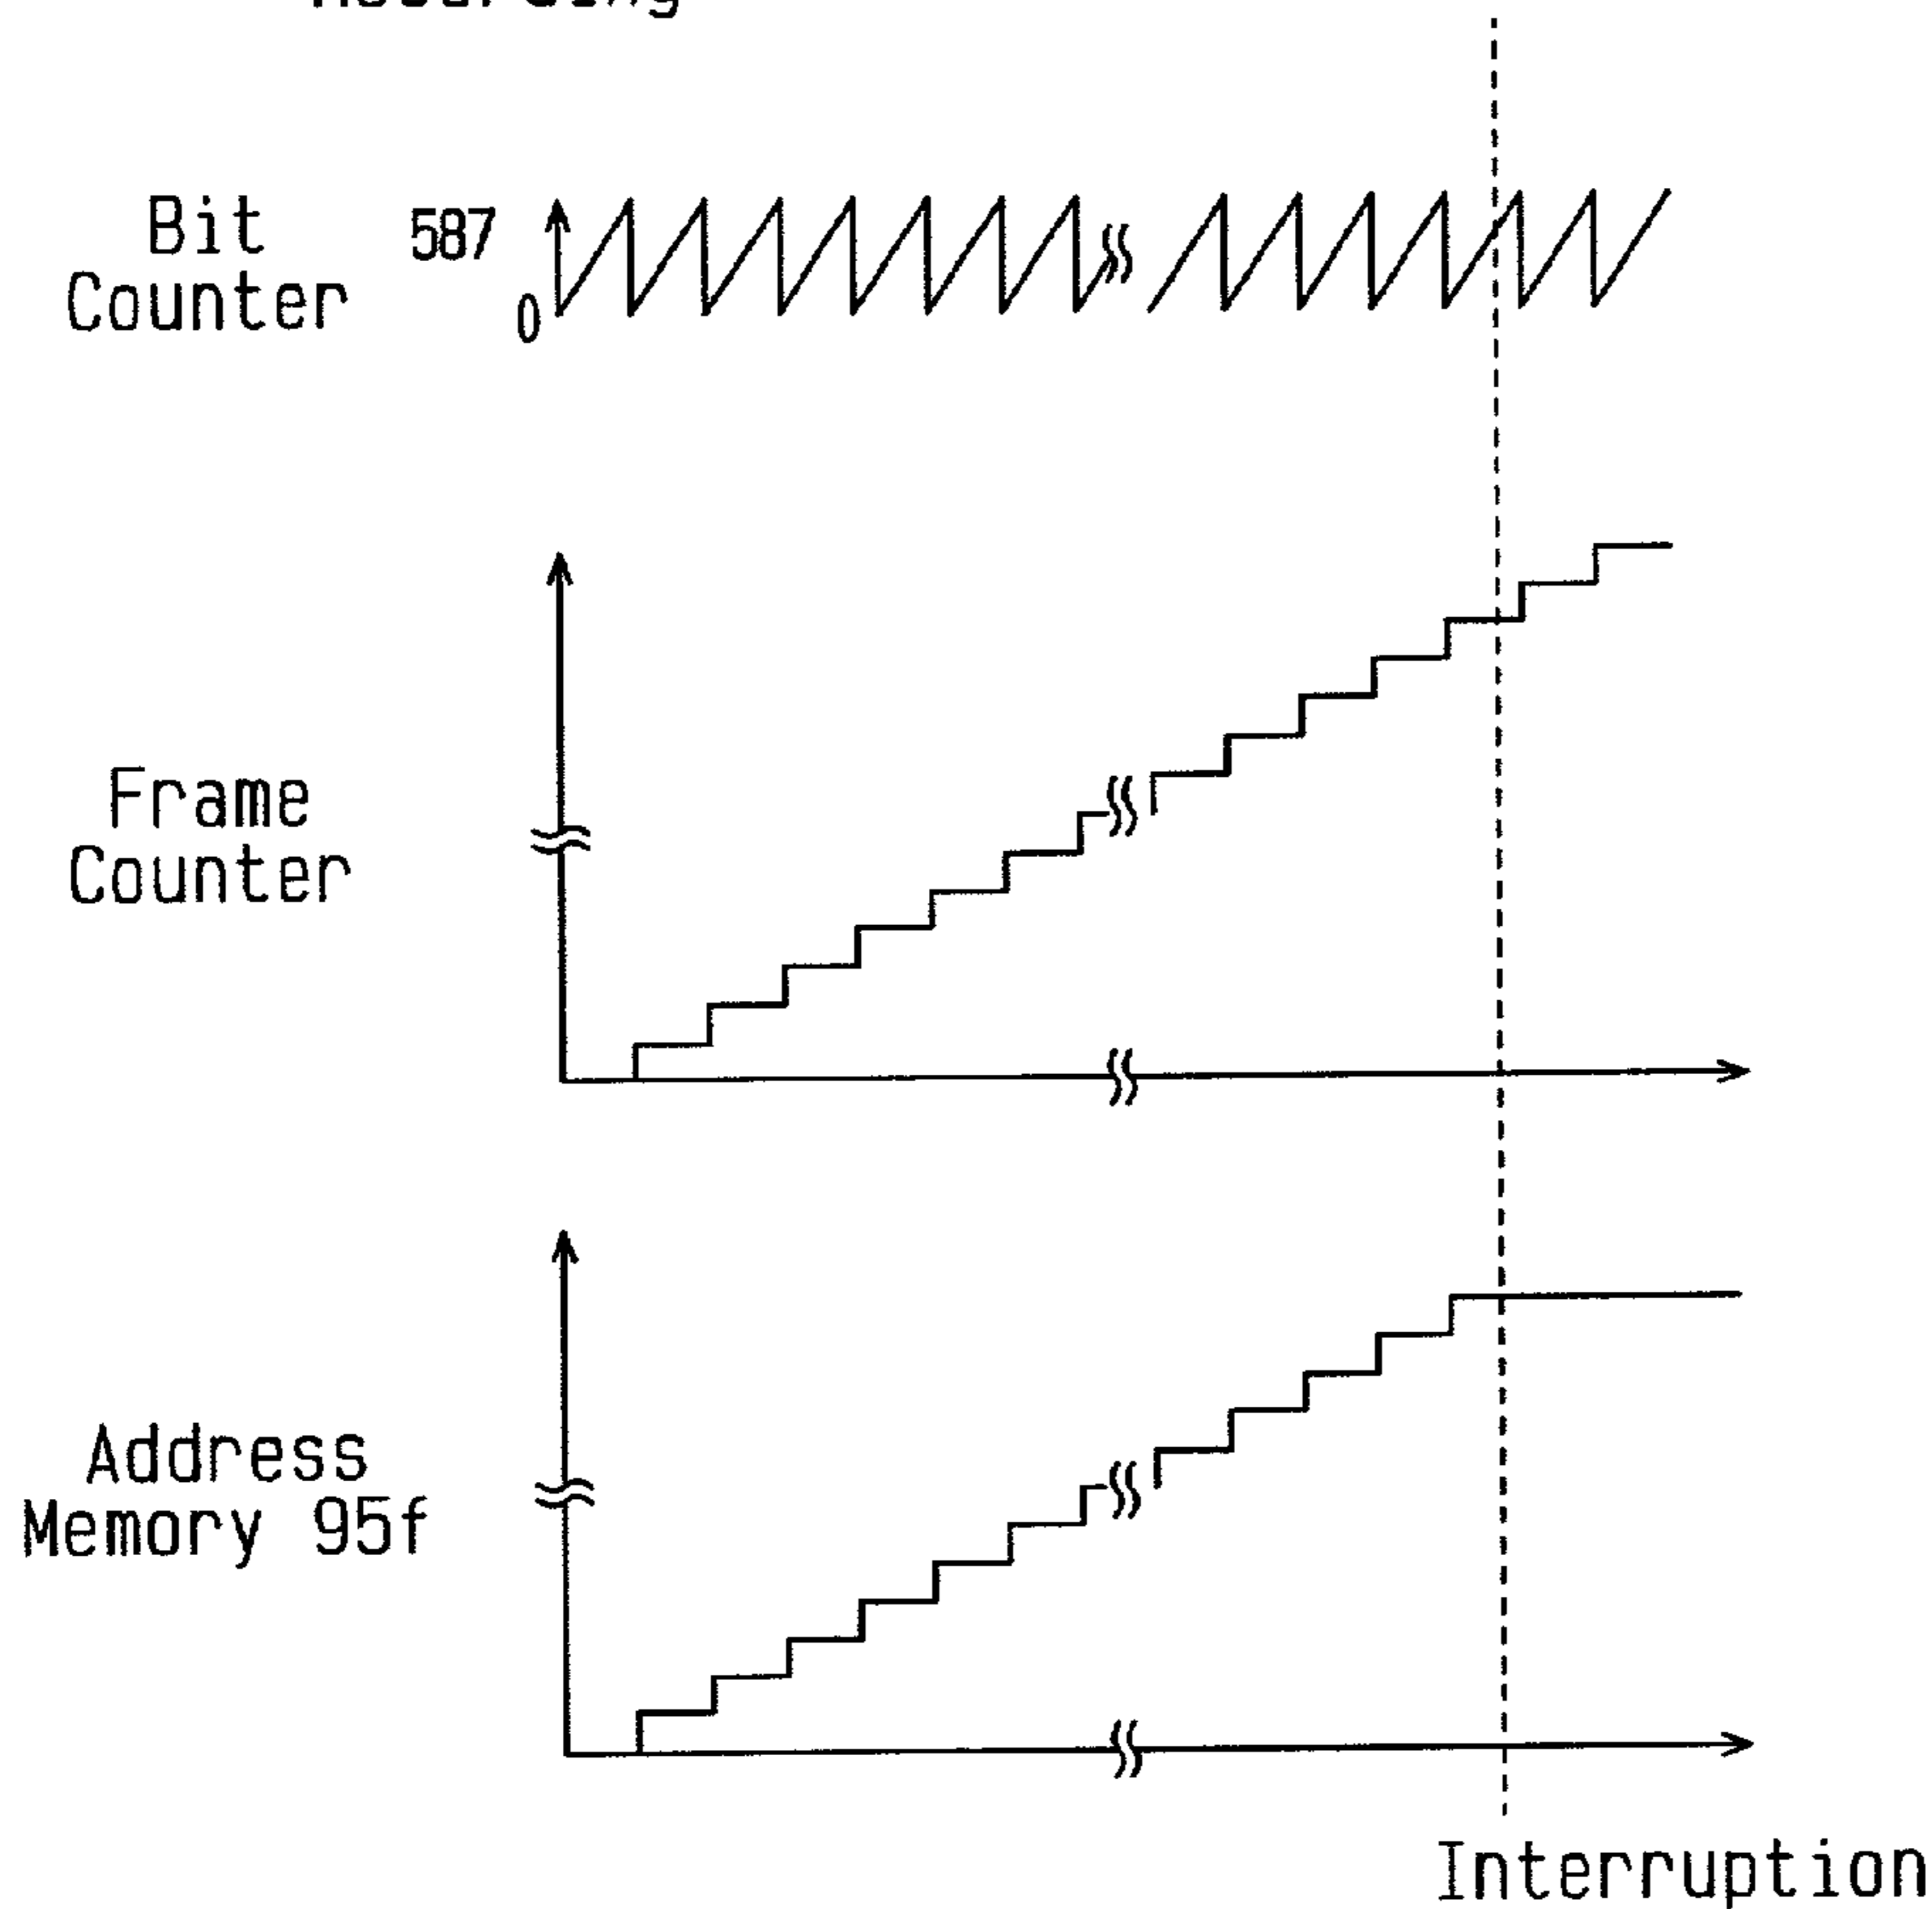 Bit
Counter
587
0
Frame
Counter
Address
Memory 95f
Interruption